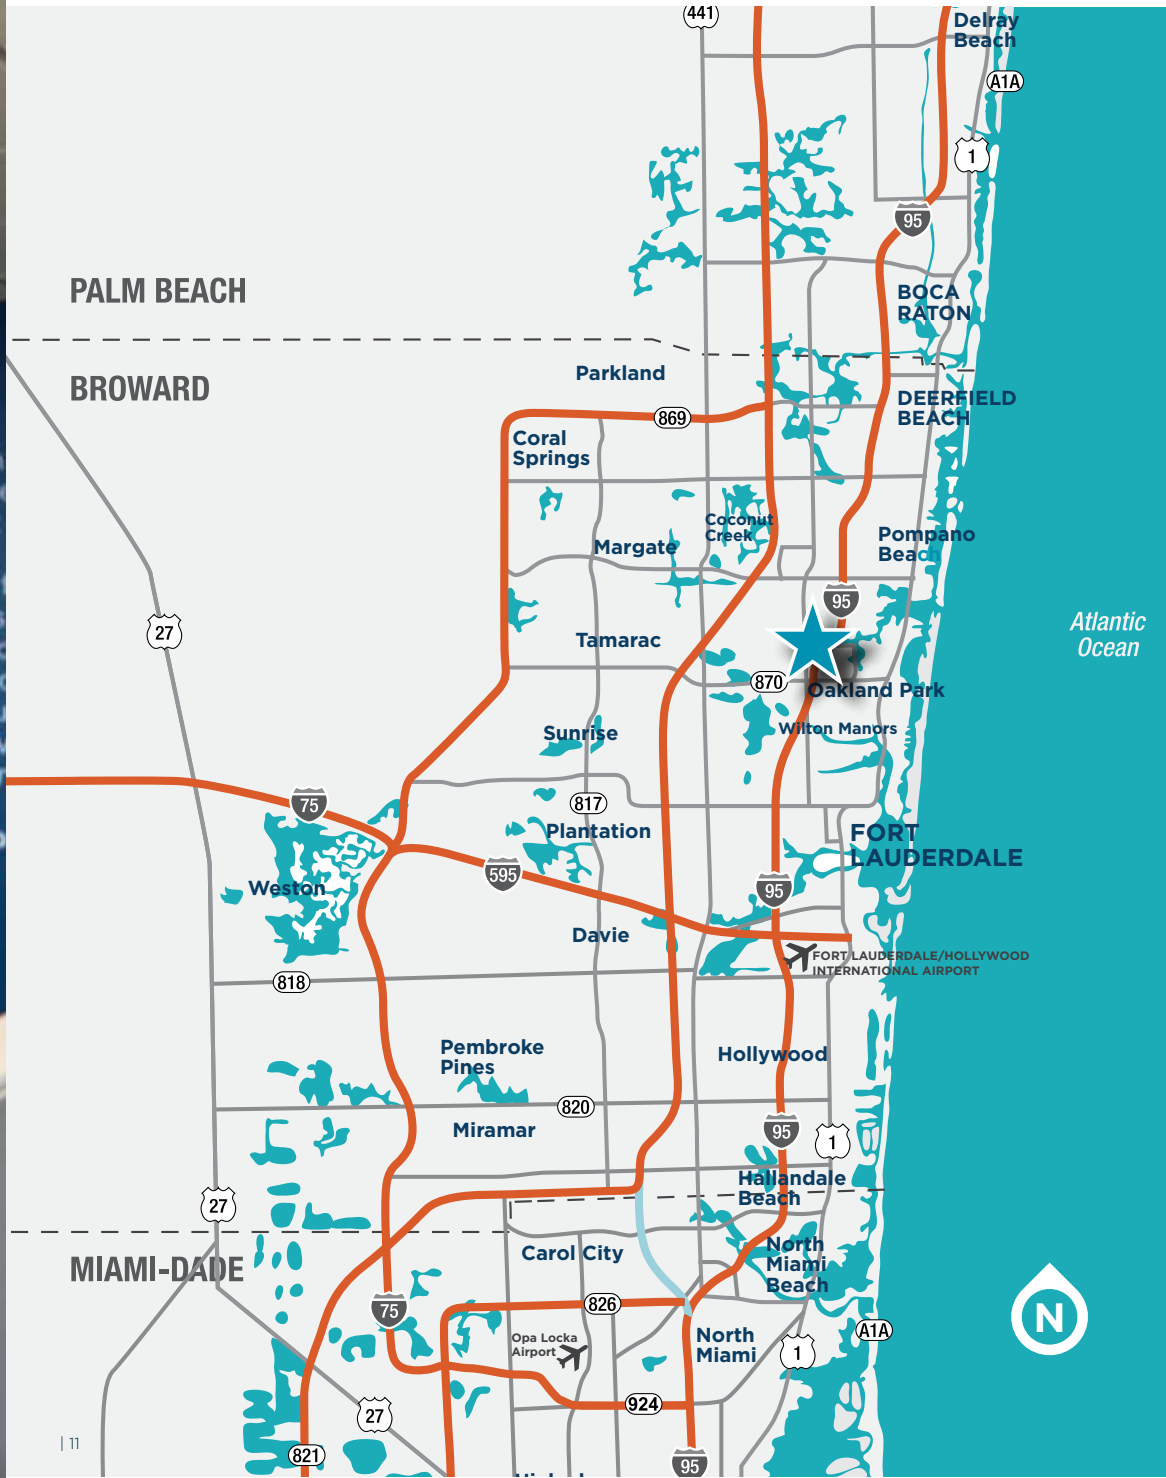 441
Delray
Beach
A1A
1
95
PALM BEACH
BOCA
RATON
BROWARD
Parkland
DEERFIELD
BEACH
869
Coral
Springs
Coconut
Creek
Pompano
Beach
Margate
95
27
Atlantic
Ocean
Tamarac
870
Oakland Park
Wilton Manors
Sunrise
75
817
Plantation
FORT
LAUDERDALE
595
95
Weston
Davie
FORT LAUDERDALE/HOLLYWOOD
INTERNATIONAL AIRPORT
818
Pembroke
Pines
Hollywood
820
Miramar
95
1
Hallandale
Beach
27
Carol City
North
Miami
Beach
MIAMI-DADE
75
826
N
A1A
Opa Locka
Airport
North
Miami
1
924
27
| 11
821
95